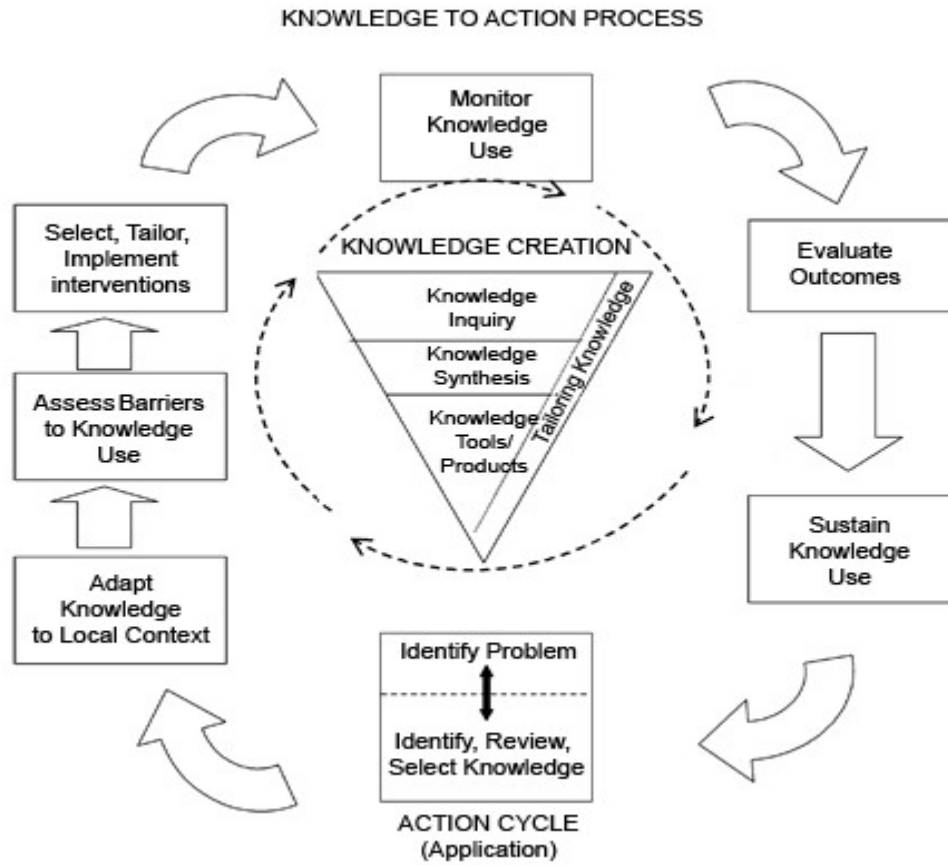 KNOWLEDGE TO ACTION PROCESS
Monitor
Knowledge
Use
Select, Tailor,
Implement
interventions
KNOWLEDGE CREATION
Evaluate
Outcomes
Knowledge
Inquiry
Knowledge
Synthesis
Knowledge
Tools/
Products
Tailoring Knowledge
Assess Barriers
to Knowledge
Use
Sustain
Knowledge
Use
Adapt
Knowledge
to Local Context
Identify Problem
Identify, Review,
Select Knowledge
ACTION CYCLE
(Application)